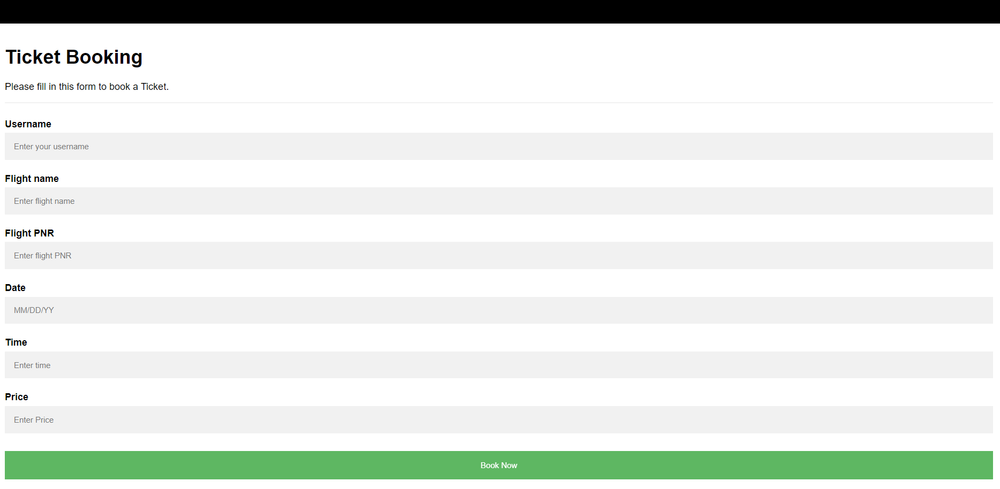 Ticket Booking
Please fill in this form to book a Ticket.
Username
Enter your username
Flight name
Enter flight name
Flight PNR
Enter flight PNR
Date
MM/DD/YY
Time
Enter time
Price
Enter Price
Book Now